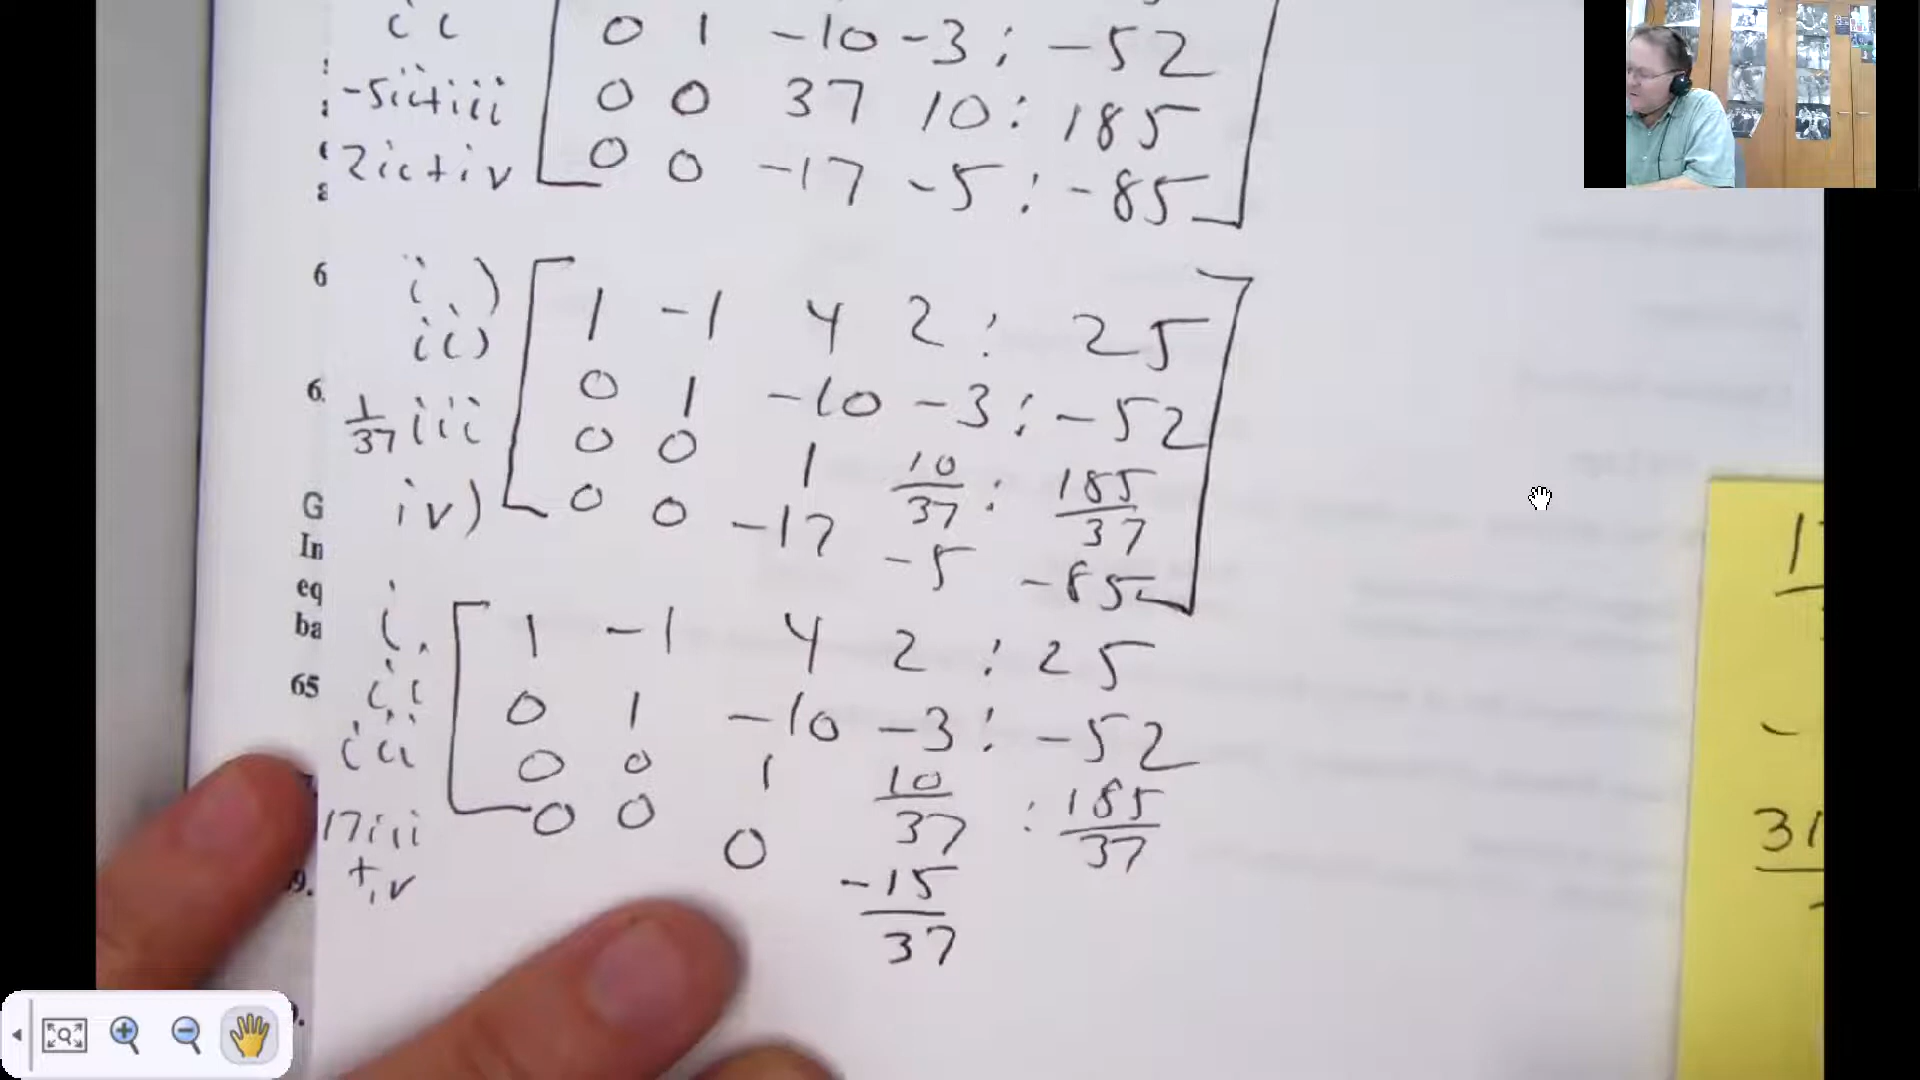 ii 0 1 -10 -3 : -52
-5ii+iii 0 0 37 10 : 185
2ii+iv 0 0 -17 -5 : -85
6
i) 1 -1 4 2 : 25
ii) 0 1 -10 -3 : -52
6.
1/37 iii 0 0 1 10/37 : 185/37
G
iv) 0 0 -17 -5 -85
In
eq
ba
i. 1 -1 4 2 : 25
65
ii 0 1 -10 -3 : -52
iii 0 0 1 10/37 : 185/37
17iii + iv 0 0 0 -15/37
9.